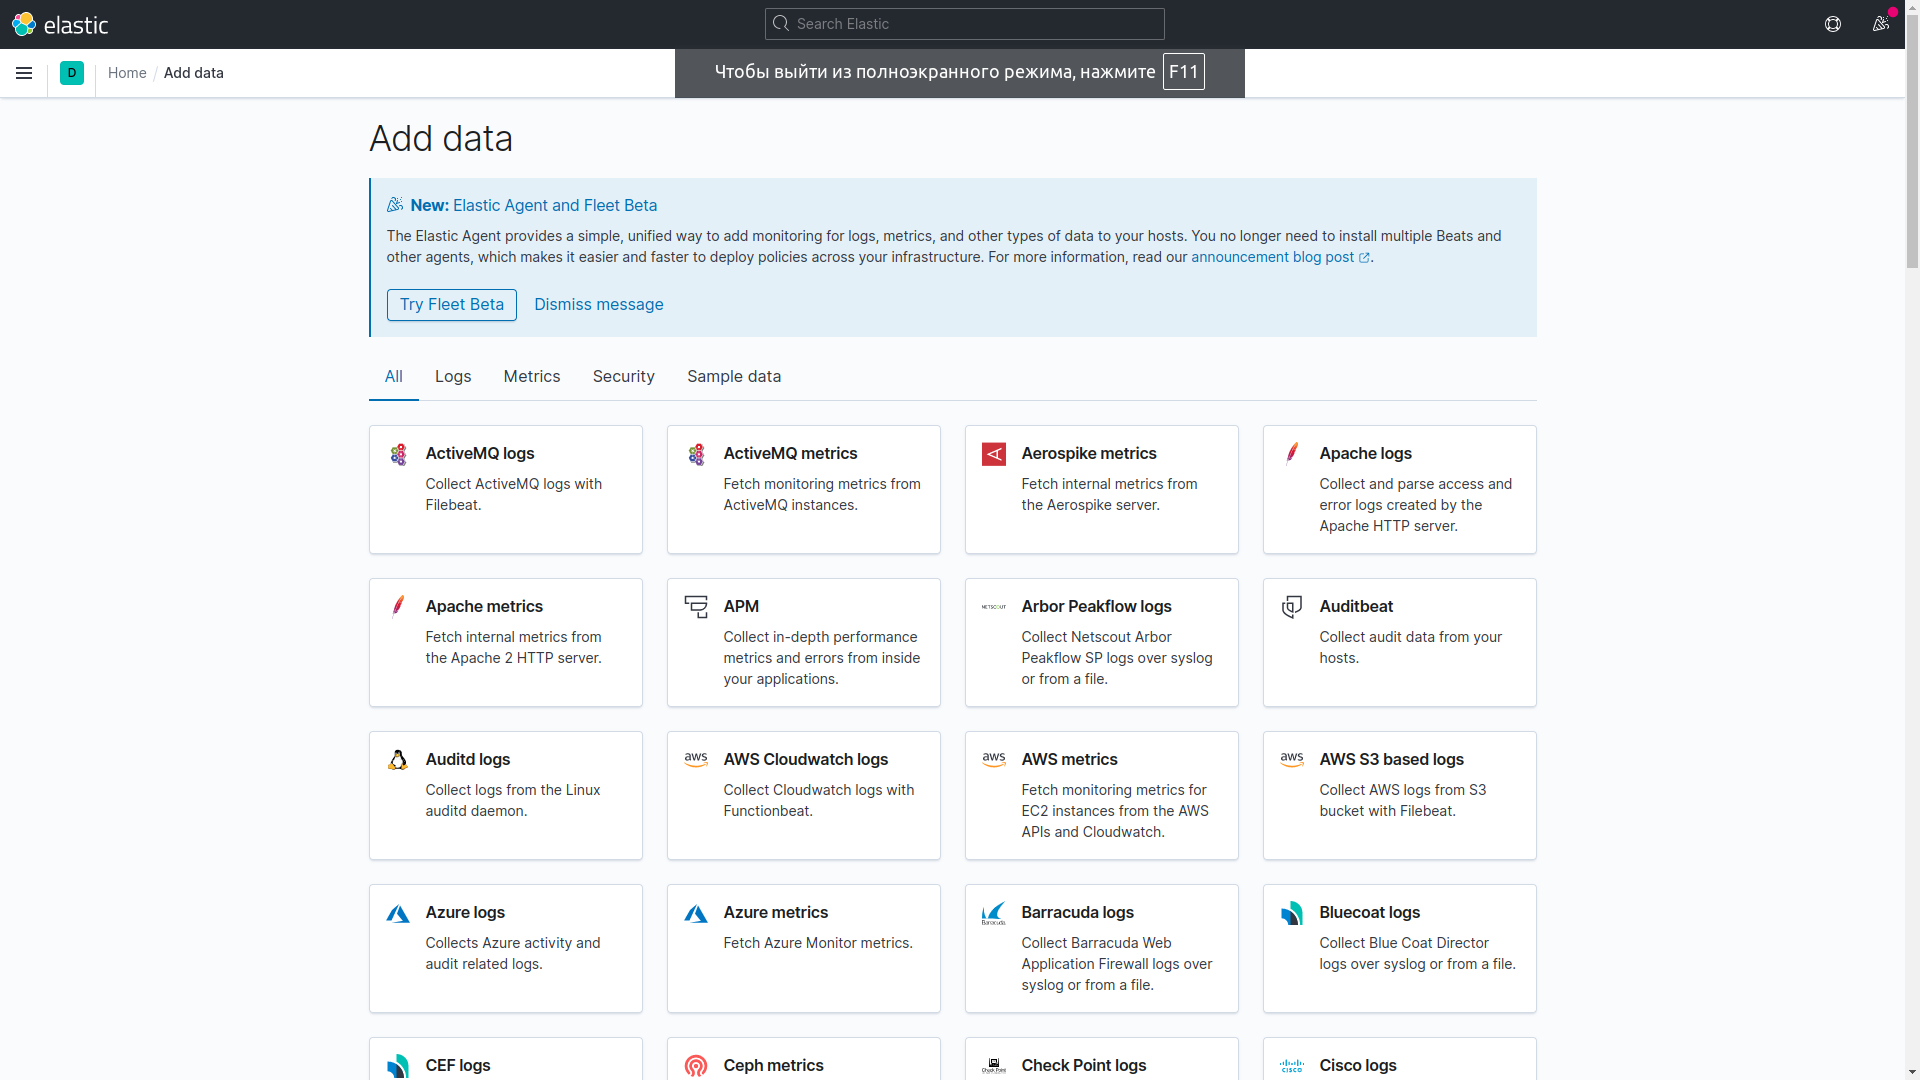 elastic
Search Elastic
D
Home / Add data
Чтобы выйти из полноэкранного режима, нажмите F11
Add data
New: Elastic Agent and Fleet Beta
The Elastic Agent provides a simple, unified way to add monitoring for logs, metrics, and other types of data to your hosts. You no longer need to install multiple Beats and
other agents, which makes it easier and faster to deploy policies across your infrastructure. For more information, read our announcement blog post.
Try Fleet Beta
Dismiss message
All
Logs
Metrics
Security
Sample data
ActiveMQ logs
Collect ActiveMQ logs with
Filebeat.
ActiveMQ metrics
Fetch monitoring metrics from
ActiveMQ instances.
Aerospike metrics
Fetch internal metrics from
the Aerospike server.
Apache logs
Collect and parse access and
error logs created by the
Apache HTTP server.
Apache metrics
Fetch internal metrics from
the Apache 2 HTTP server.
APM
Collect in-depth performance
metrics and errors from inside
your applications.
NETSCOUT
Arbor Peakflow logs
Collect Netscout Arbor
Peakflow SP logs over syslog
or from a file.
Auditbeat
Collect audit data from your
hosts.
Auditd logs
Collect logs from the Linux
auditd daemon.
aws
AWS Cloudwatch logs
Collect Cloudwatch logs with
Functionbeat.
aws
AWS metrics
Fetch monitoring metrics for
EC2 instances from the AWS
APIs and Cloudwatch.
aws
AWS S3 based logs
Collect AWS logs from S3
bucket with Filebeat.
Azure logs
Collects Azure activity and
audit related logs.
Azure metrics
Fetch Azure Monitor metrics.
Barracuda
Barracuda logs
Collect Barracuda Web
Application Firewall logs over
syslog or from a file.
Bluecoat logs
Collect Blue Coat Director
logs over syslog or from a file.
CEF logs
Ceph metrics
Check Point
Check Point logs
cisco
Cisco logs